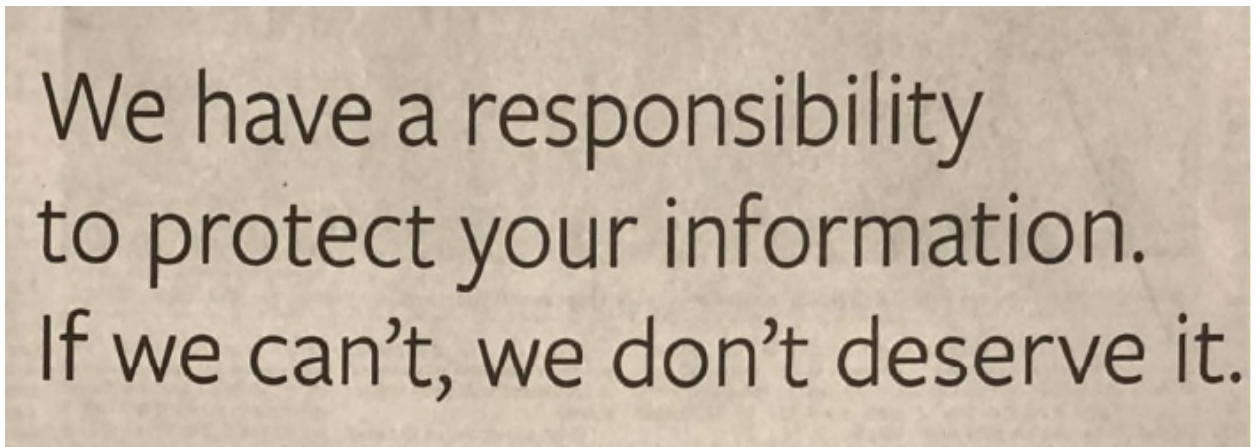 We have a responsibility
to protect your information.
If we can’t, we don’t deserve it.